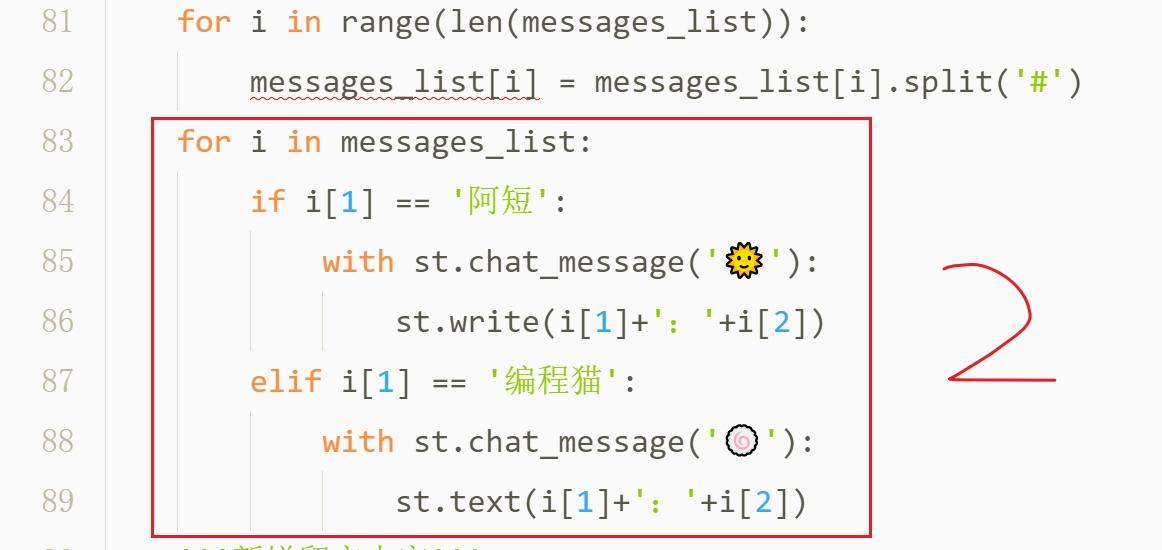 81 for i in range(len(messages_list)):
82 messages_list[i] = messages_list[i].split('#')
83 for i in messages_list:
84 if i[1] == '阿短':
85 with st.chat_message('🌞'):
86 st.write(i[1]+'：'+i[2])
87 elif i[1] == '编程猫':
88 with st.chat_message('🍥'):
89 st.text(i[1]+'：'+i[2])
2